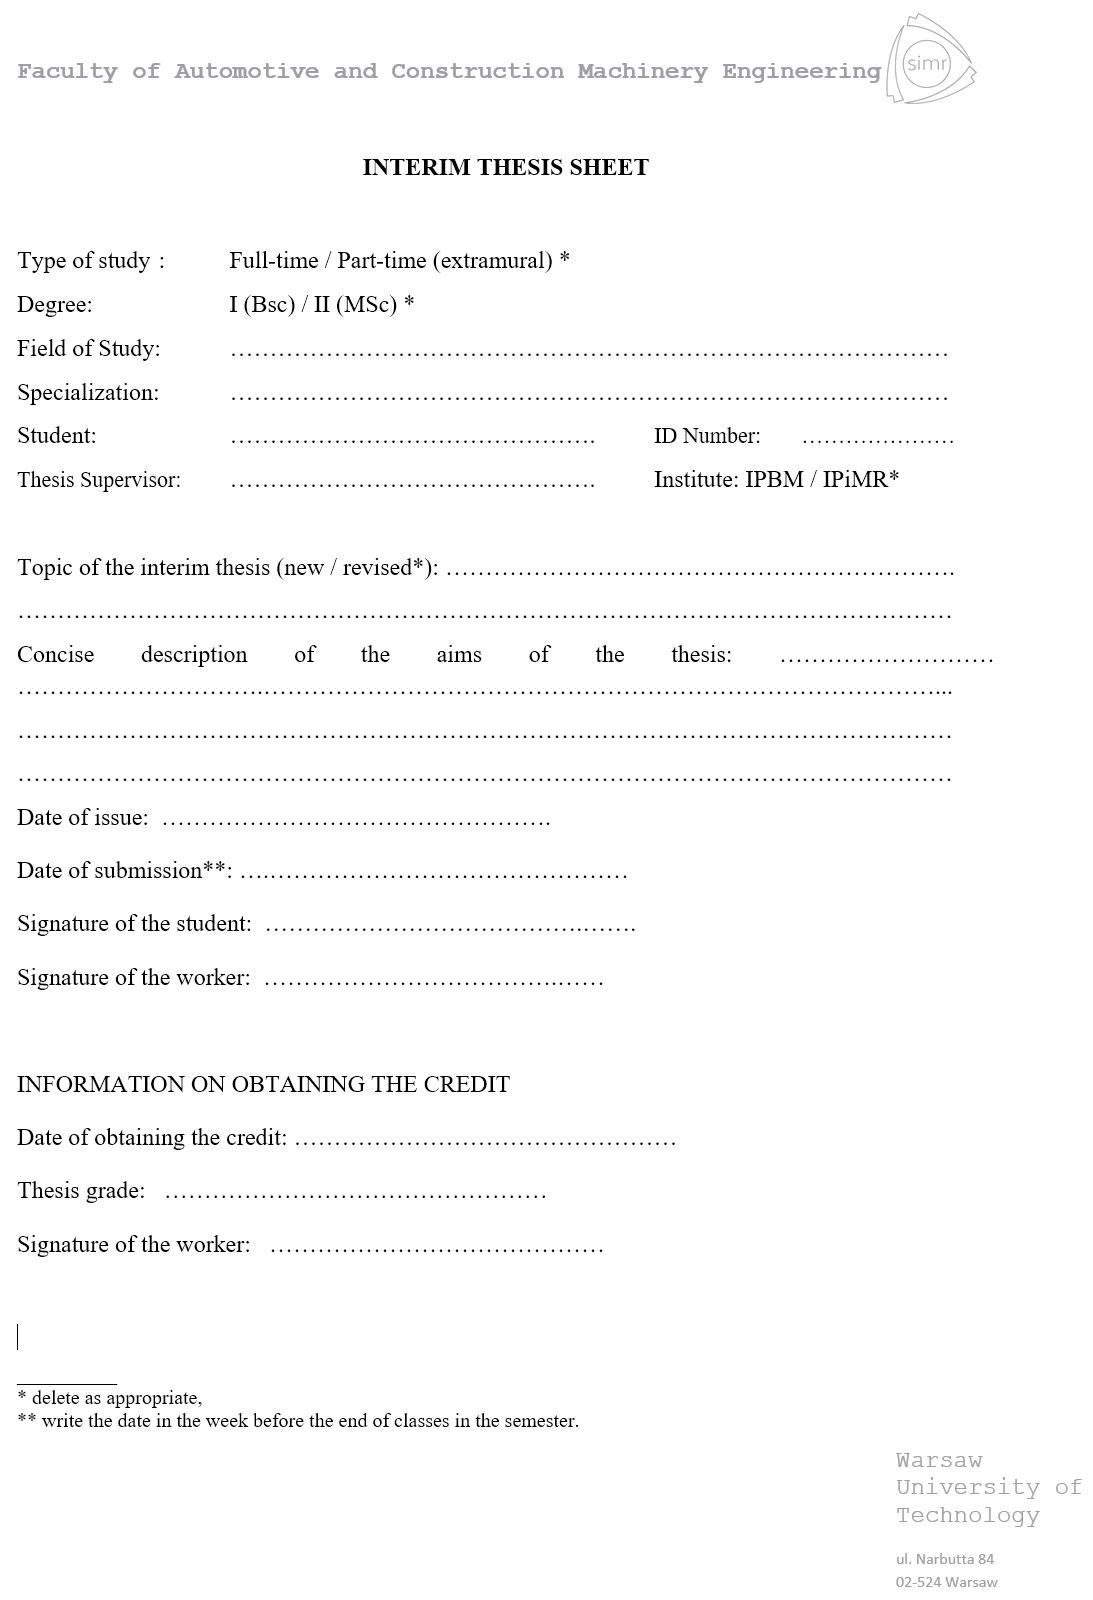 Faculty of Automotive and Construction Machinery Engineering
simr
INTERIM THESIS SHEET
Type of study : Full-time / Part-time (extramural) *
Degree: I (Bsc) / II (MSc) *
Field of Study: ………………………………………………………………………………
Specialization: ………………………………………………………………………………
Student: ………………………………………. ID Number: …………………
Thesis Supervisor: ………………………………………. Institute: IPBM / IPiMR*
Topic of the interim thesis (new / revised*): ……………………………………………………….
………………………………………………………………………………………………………
Concise description of the aims of the thesis: ………………………
………………………….…………………………………………………………………………...
………………………………………………………………………………………………………
………………………………………………………………………………………………………
Date of issue: ………………………………………….
Date of submission**: ….………………………………………
Signature of the student: ………………………………….…….
Signature of the worker: ……………………………….……
INFORMATION ON OBTAINING THE CREDIT
Date of obtaining the credit: …………………………………………
Thesis grade: …………………………………………
Signature of the worker: ……………………………………
* delete as appropriate,
** write the date in the week before the end of classes in the semester.
Warsaw
University of
Technology
ul. Narbutta 84
02-524 Warsaw